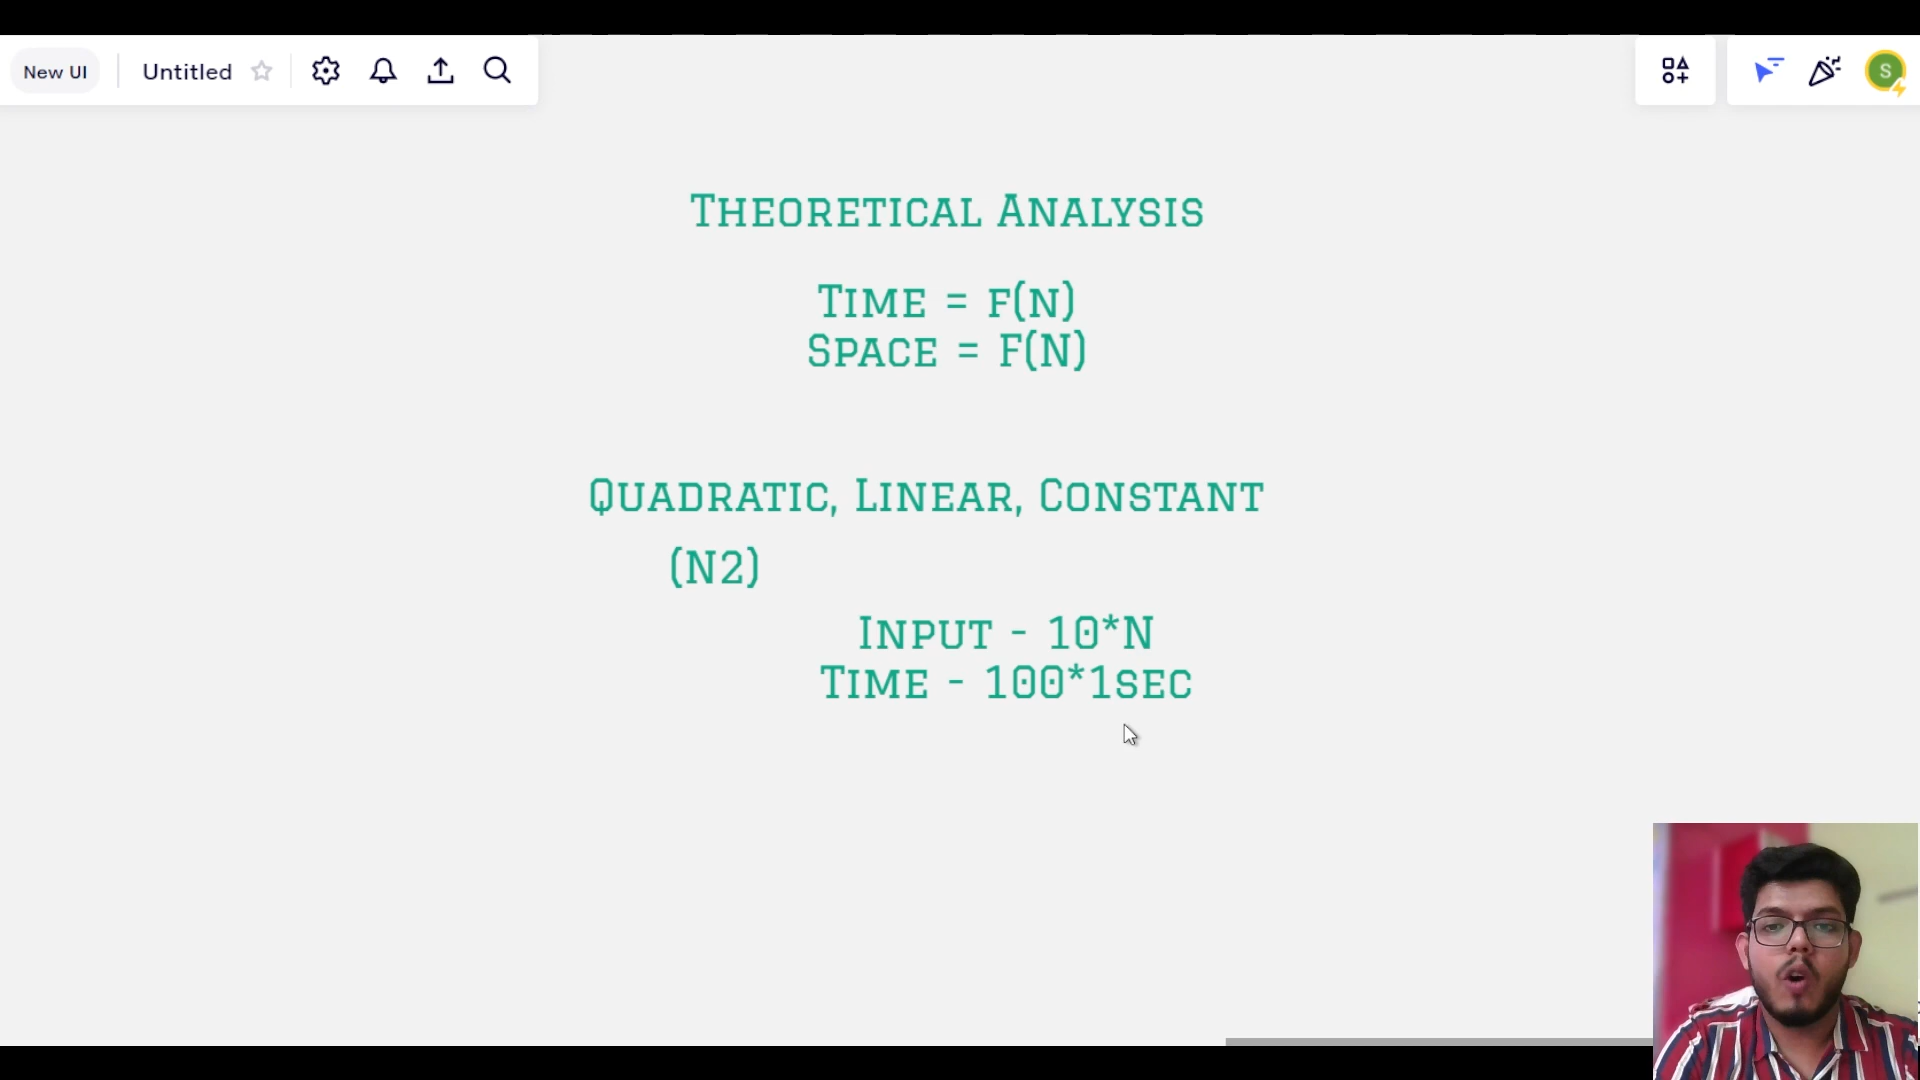 New UI
Untitled
S
Theoretical Analysis
Time = f(n)
Space = F(N)
Quadratic, Linear, Constant
(N2)
Input - 10*N
Time - 100*1sec